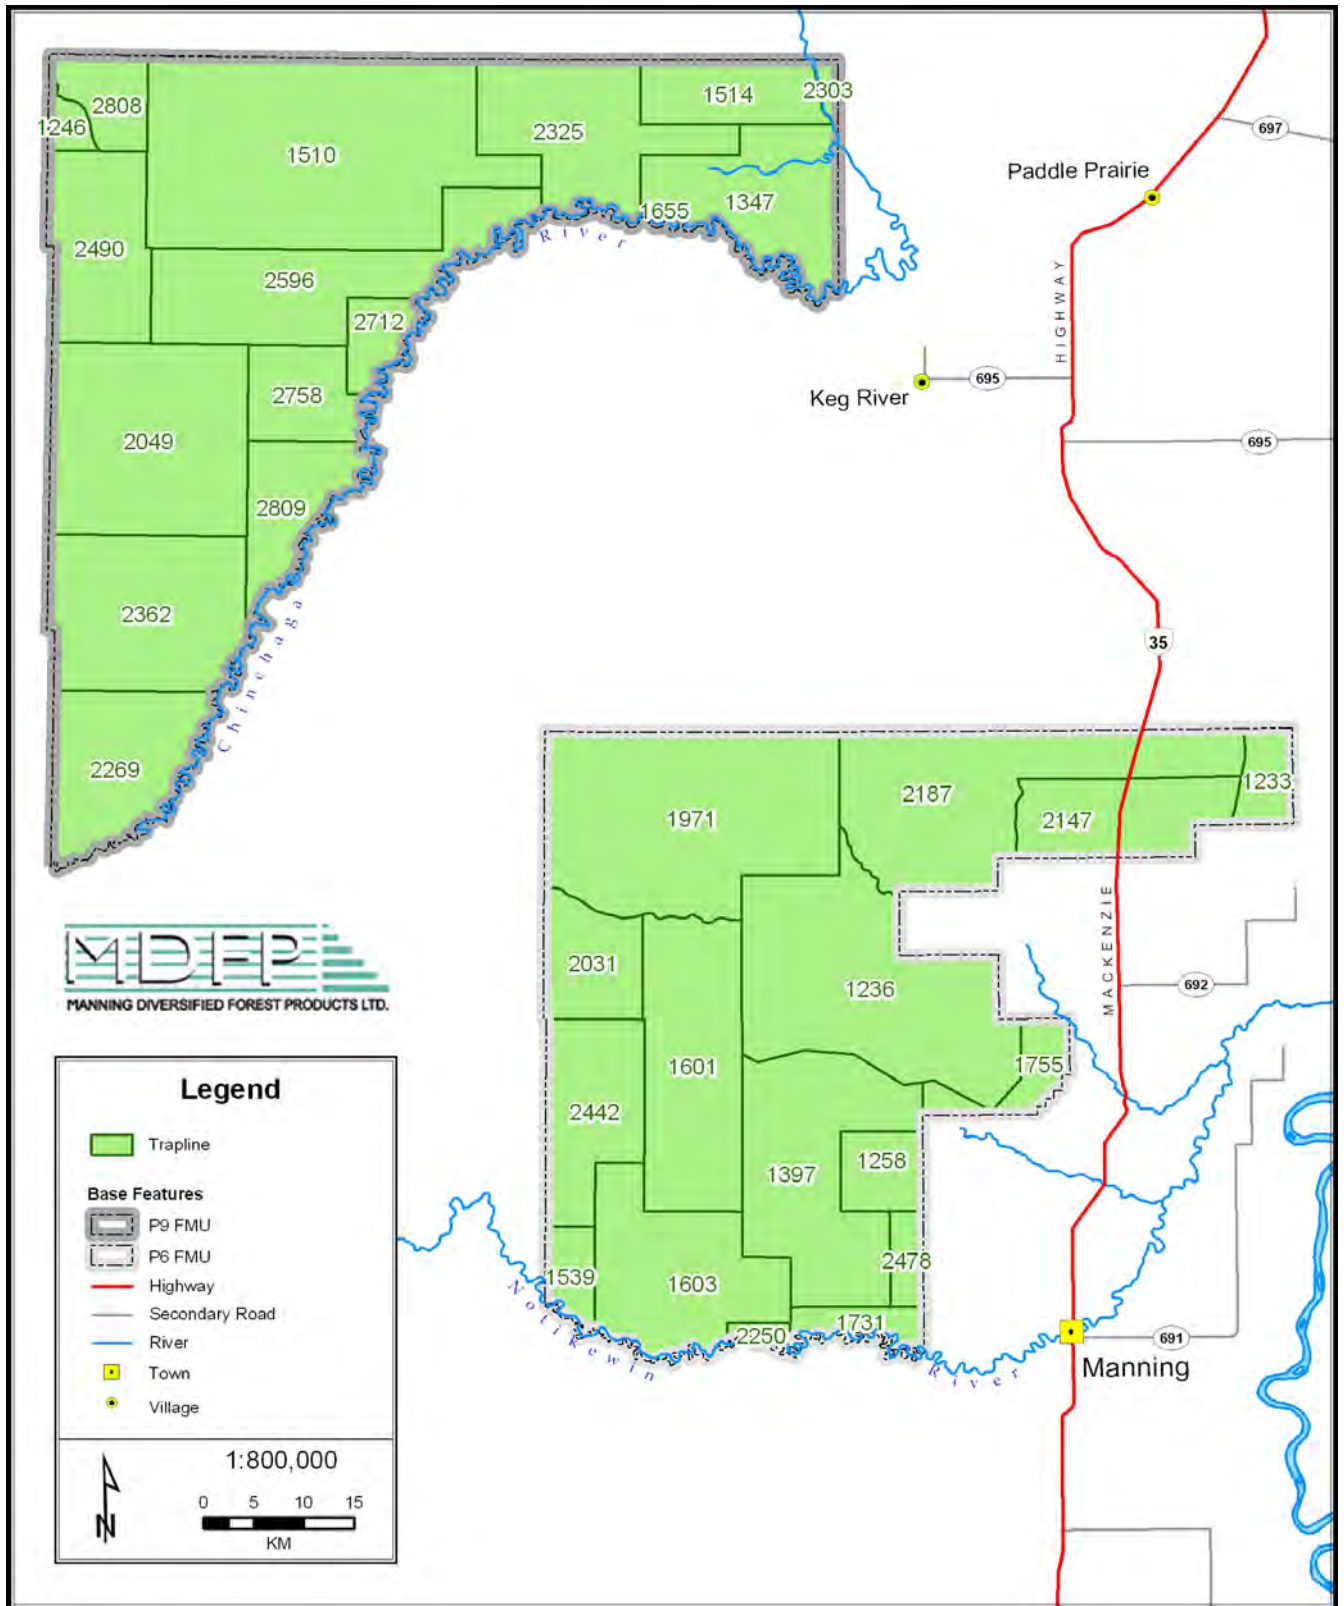 2808
1246
1510
2325
1514
2303
697
Paddle Prairie
1655
1347
River
2490
2596
HIGHWAY
2712
2758
Keg River
695
2049
695
2809
Chinchaga
2362
35
2269
2187
1233
1971
2147
MACKENZIE
MDFP
MANNING DIVERSIFIED FOREST PRODUCTS LTD.
2031
1236
692
1601
1755
2442
1397
1258
2478
1539
1603
2250
1731
Notikewin
River
691
Manning
Legend
Trapline
Base Features
P9 FMU
P6 FMU
Highway
Secondary Road
River
Town
Village
N
1:800,000
0 5 10 15
KM